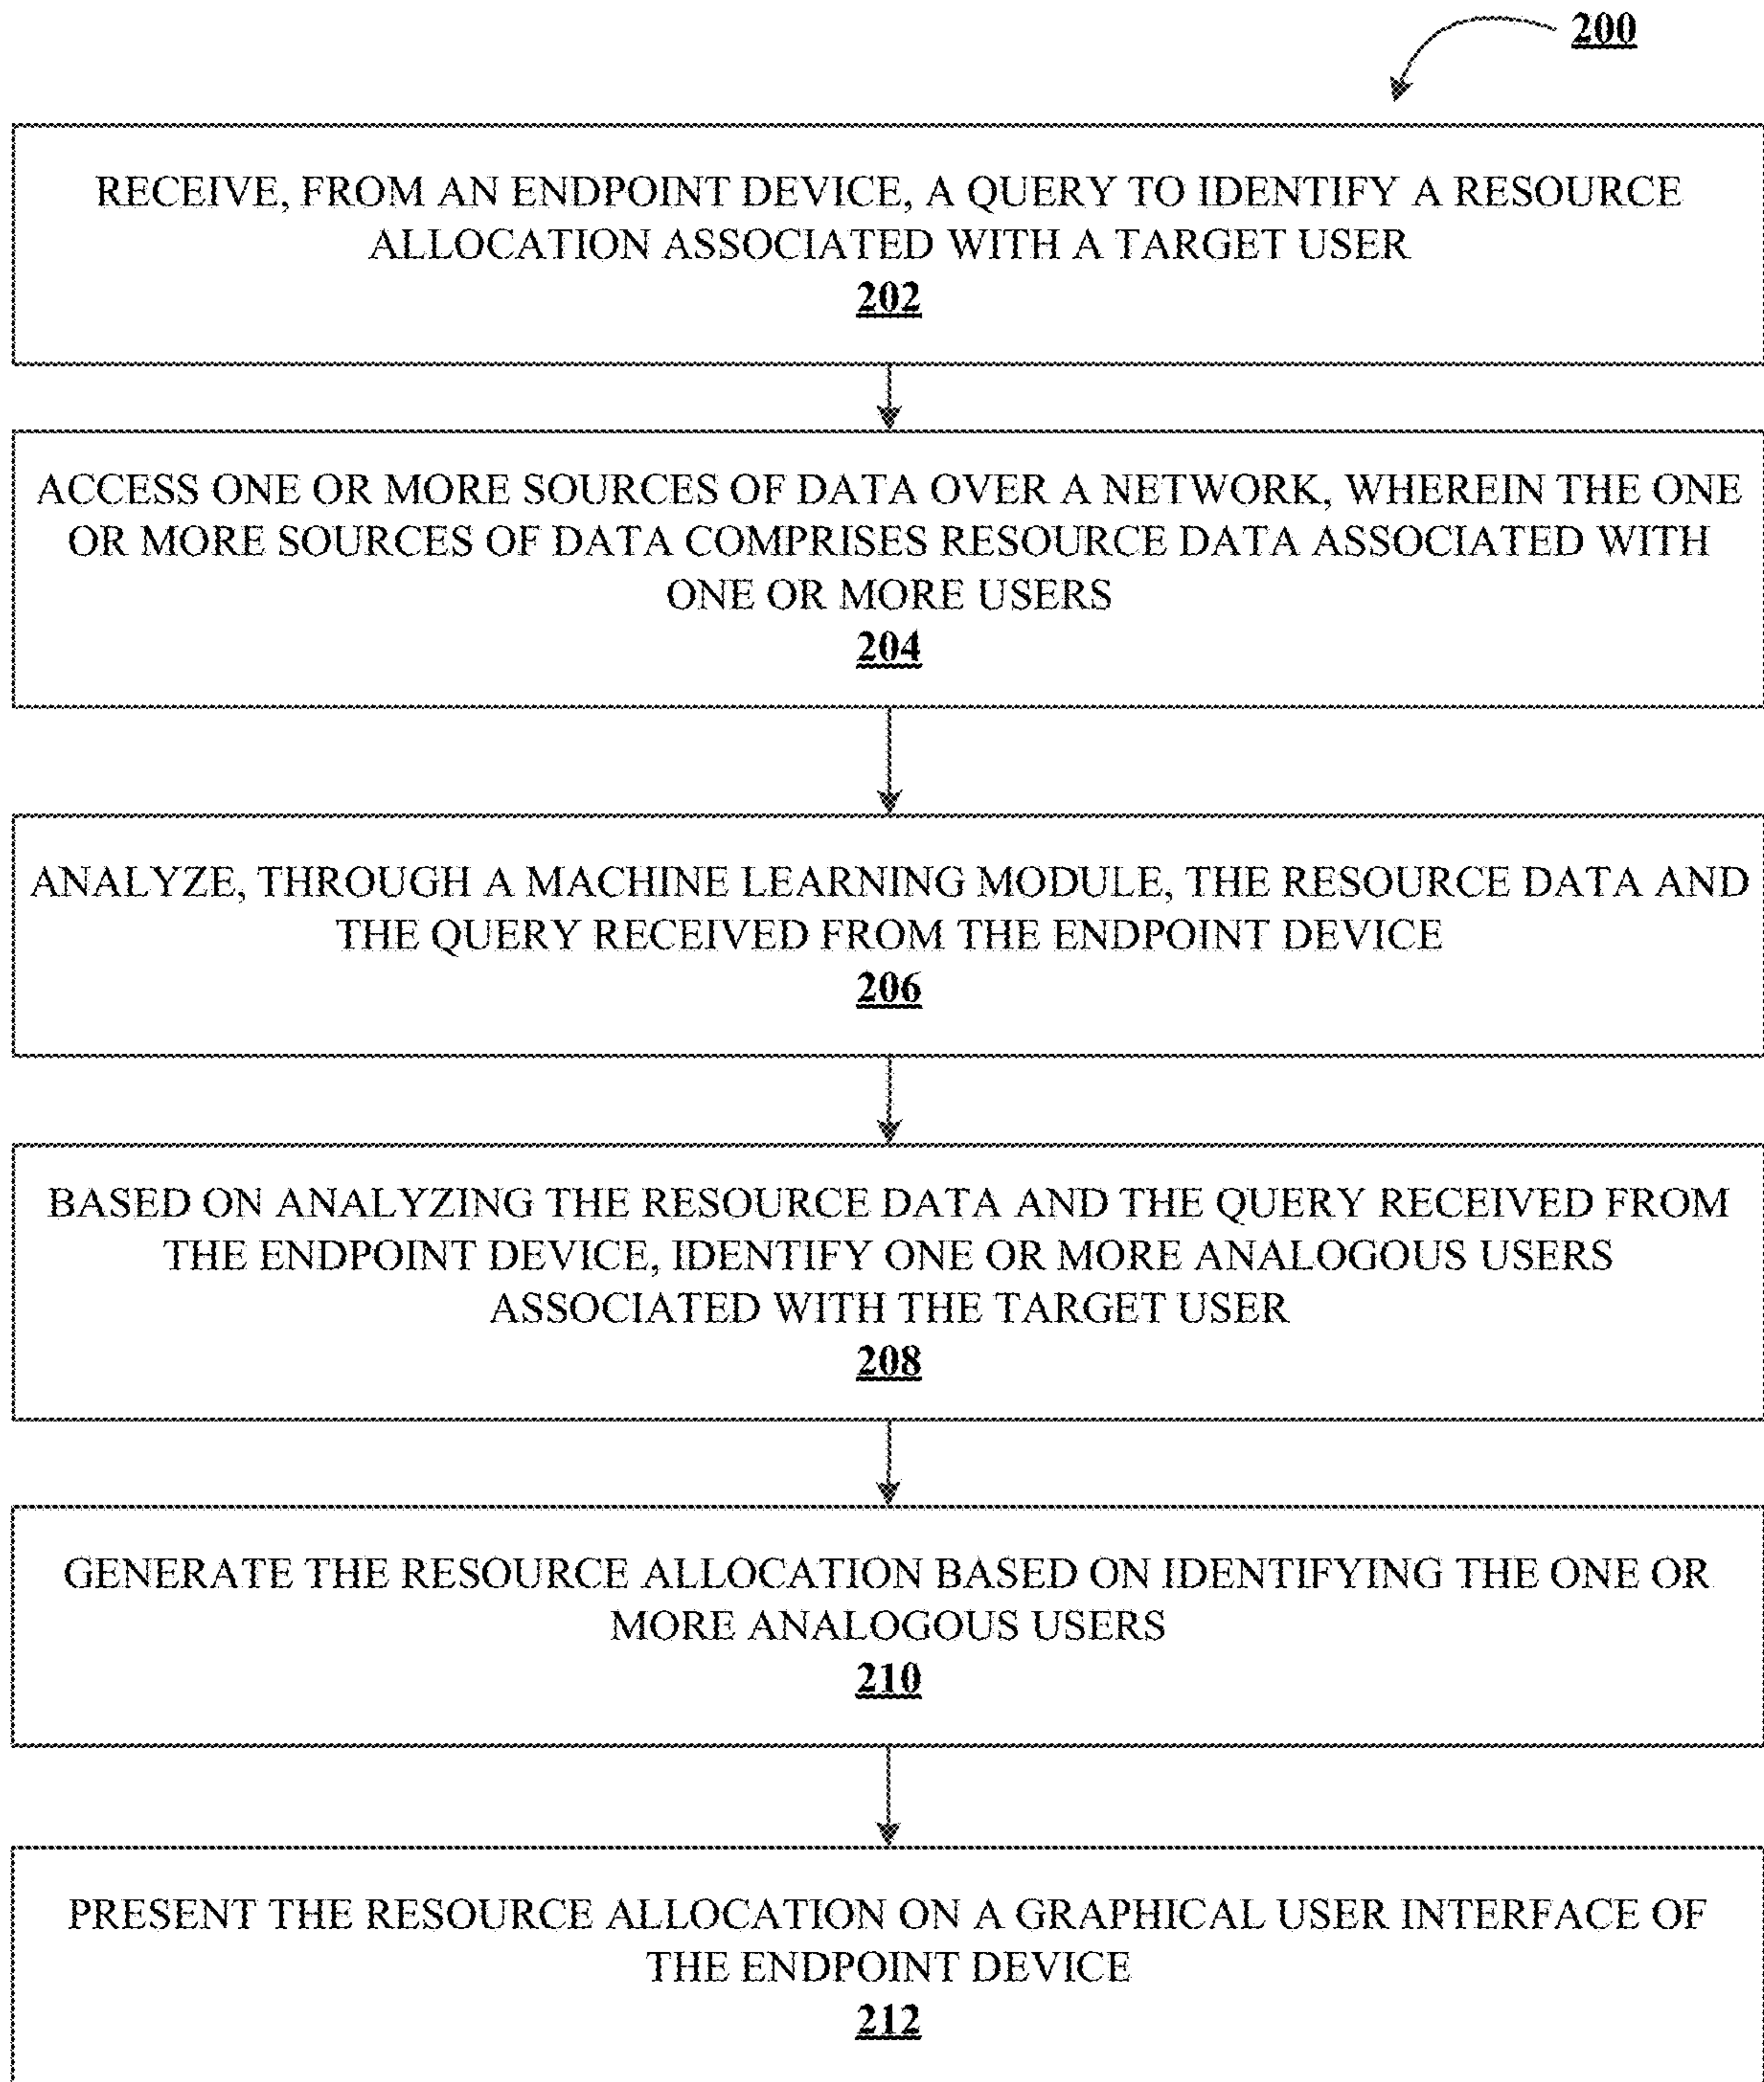 200
RECEIVE, FROM AN ENDPOINT DEVICE, A QUERY TO IDENTIFY A RESOURCE
ALLOCATION ASSOCIATED WITH A TARGET USER
202
ACCESS ONE OR MORE SOURCES OF DATA OVER A NETWORK, WHEREIN THE ONE
OR MORE SOURCES OF DATA COMPRISES RESOURCE DATA ASSOCIATED WITH
ONE OR MORE USERS
204
ANALYZE, THROUGH A MACHINE LEARNING MODULE, THE RESOURCE DATA AND
THE QUERY RECEIVED FROM THE ENDPOINT DEVICE
206
BASED ON ANALYZING THE RESOURCE DATA AND THE QUERY RECEIVED FROM
THE ENDPOINT DEVICE, IDENTIFY ONE OR MORE ANALOGOUS USERS
ASSOCIATED WITH THE TARGET USER
208
GENERATE THE RESOURCE ALLOCATION BASED ON IDENTIFYING THE ONE OR
MORE ANALOGOUS USERS
210
PRESENT THE RESOURCE ALLOCATION ON A GRAPHICAL USER INTERFACE OF
THE ENDPOINT DEVICE
212